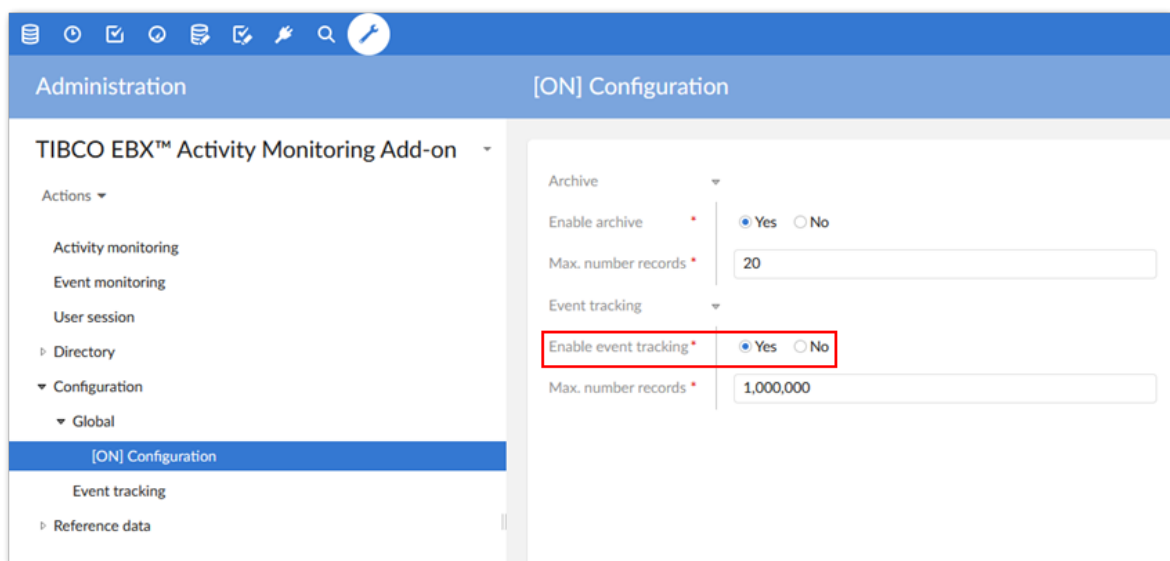 Administration
[ON] Configuration
TIBCO EBX™ Activity Monitoring Add-on
Actions
Activity monitoring
Event monitoring
User session
Directory
Configuration
Global
[ON] Configuration
Event tracking
Reference data
Archive
Enable archive * Yes No
Max. number records * 20
Event tracking
Enable event tracking * Yes No
Max. number records * 1,000,000